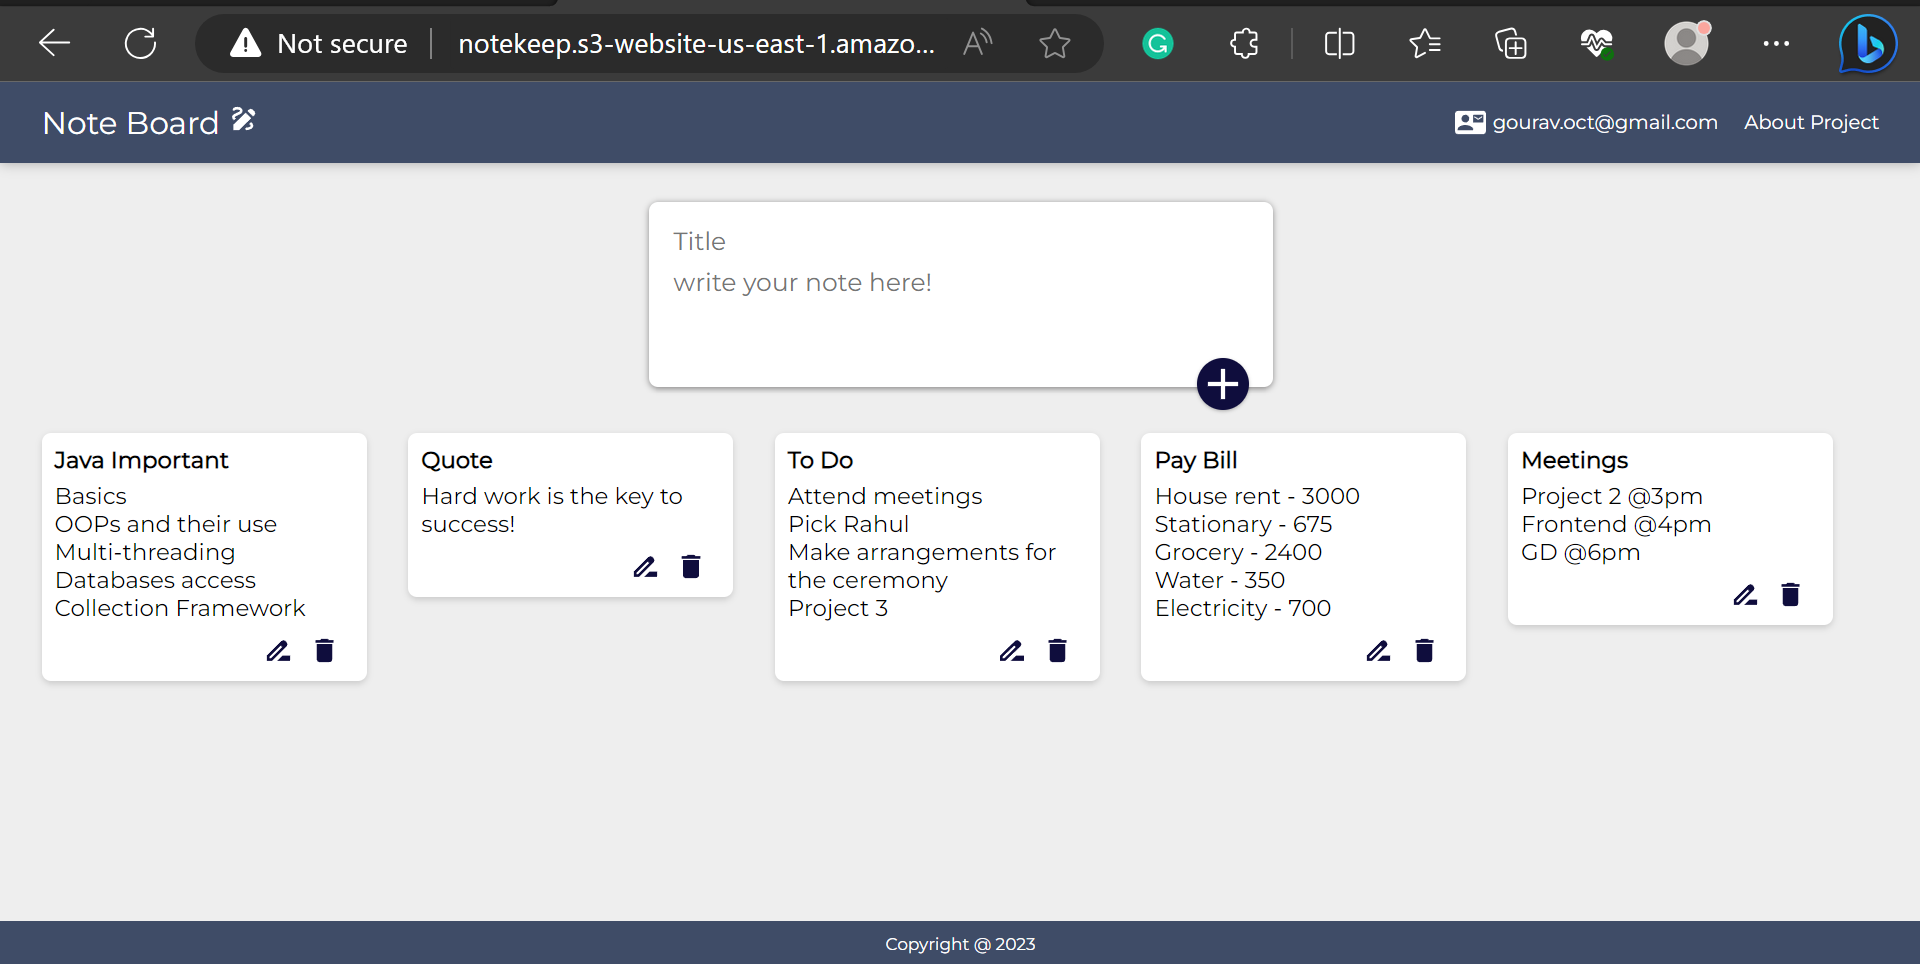 Not secure
notekeep.s3-website-us-east-1.amazo...
Note Board
gourav.oct@gmail.com
About Project
Title
write your note here!
Java Important
Basics
OOPs and their use
Multi-threading
Databases access
Collection Framework
Quote
Hard work is the key to
success!
To Do
Attend meetings
Pick Rahul
Make arrangements for
the ceremony
Project 3
Pay Bill
House rent - 3000
Stationary - 675
Grocery - 2400
Water - 350
Electricity - 700
Meetings
Project 2 @3pm
Frontend @4pm
GD @6pm
Copyright @ 2023